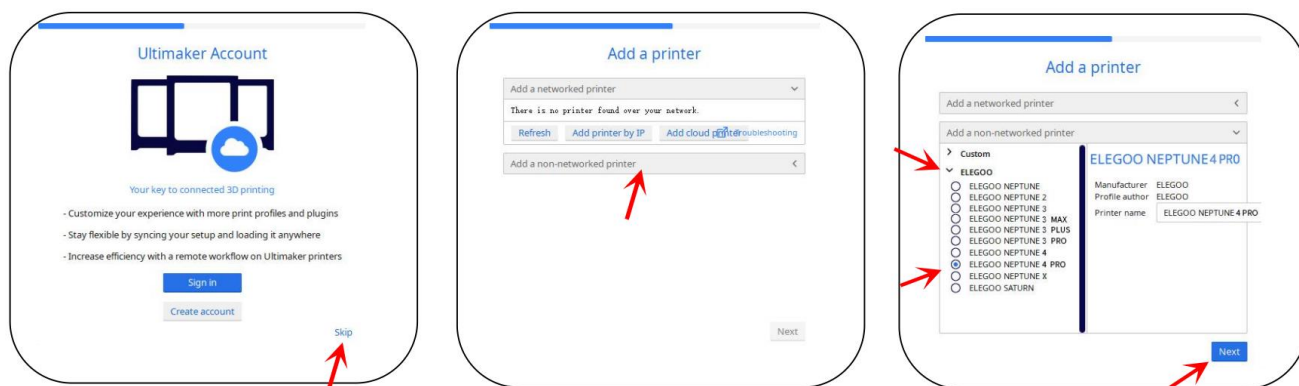 Ultimaker Account
Your key to connected 3D printing
- Customize your experience with more print profiles and plugins
- Stay flexible by syncing your setup and loading it anywhere
- Increase efficiency with a remote workflow on Ultimaker printers
Sign in
Create account
Skip
Add a printer
Add a networked printer
There is no printer found over your network.
Refresh Add printer by IP Add cloud printer Troubleshooting
Add a non-networked printer
Next
Add a printer
Add a networked printer
Add a non-networked printer
Custom
ELEGOO
ELEGOO NEPTUNE
ELEGOO NEPTUNE 2
ELEGOO NEPTUNE 3
ELEGOO NEPTUNE 3 MAX
ELEGOO NEPTUNE 3 PLUS
ELEGOO NEPTUNE 3 PRO
ELEGOO NEPTUNE 4
ELEGOO NEPTUNE 4 PRO
ELEGOO NEPTUNE X
ELEGOO SATURN
ELEGOO NEPTUNE4 PRO
Manufacturer ELEGOO
Profile author ELEGOO
Printer name ELEGOO NEPTUNE 4 PRO
Next